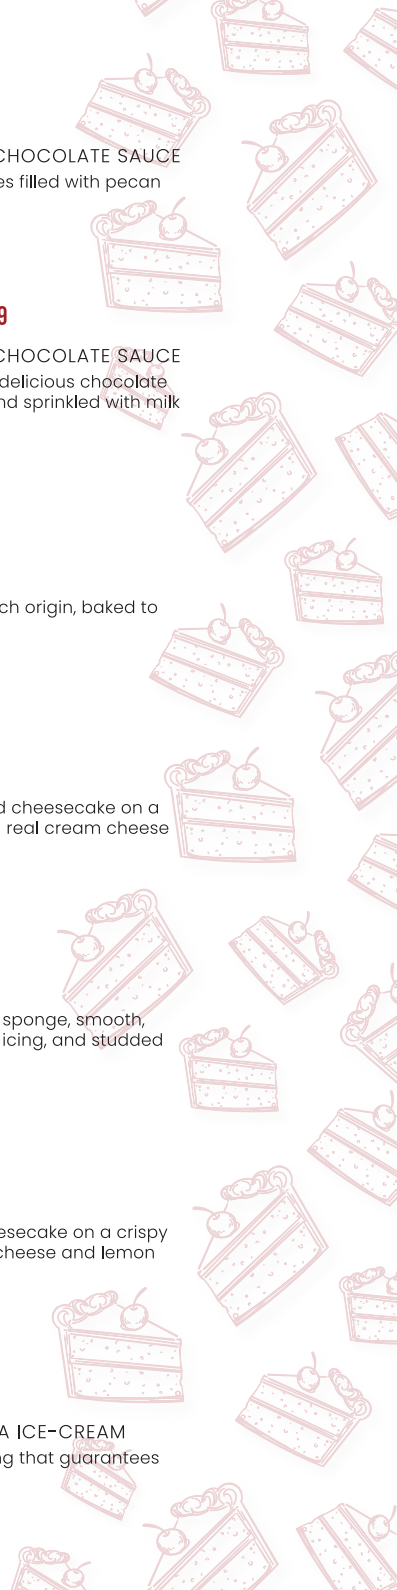 CHOCOLATE SAUCE
es filled with pecan
9
CHOCOLATE SAUCE
delicious chocolate
nd sprinkled with milk
ch origin, baked to
d cheesecake on a
real cream cheese
sponge, smooth,
icing, and studded
esecake on a crispy
cheese and lemon
A ICE-CREAM
ng that guarantees